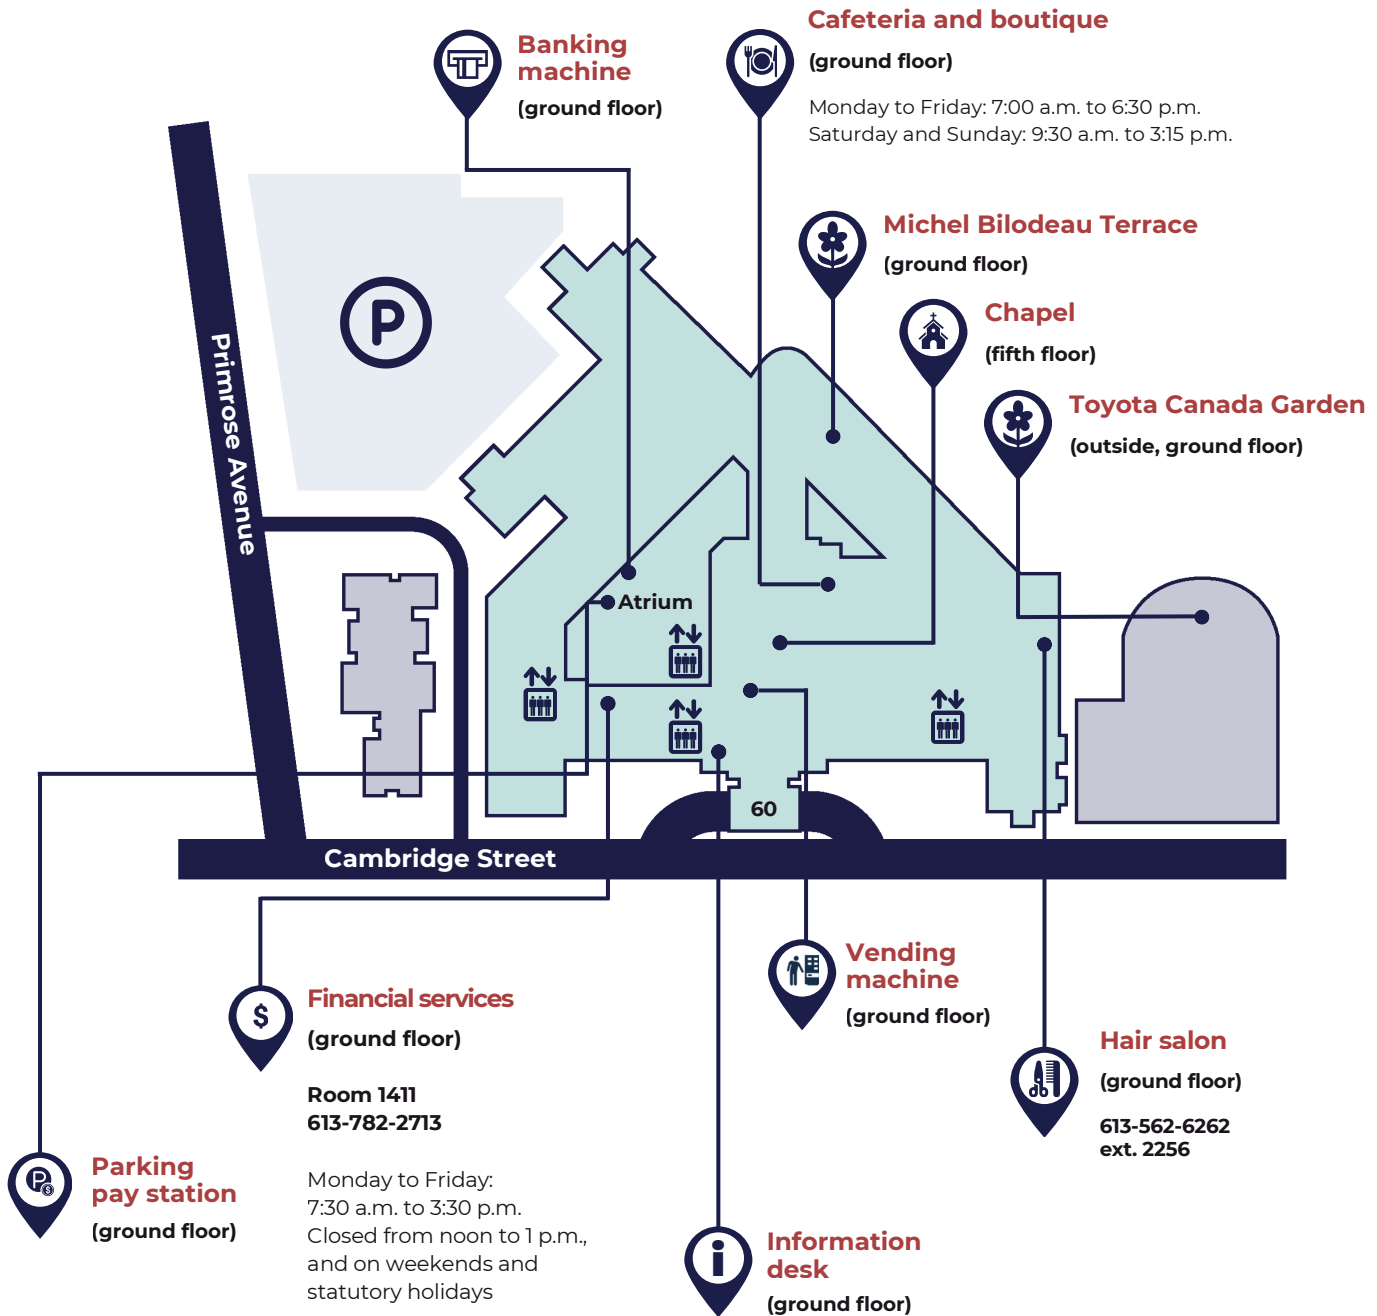 Cafeteria and boutique
(ground floor)
Monday to Friday: 7:00 a.m. to 6:30 p.m.
Saturday and Sunday: 9:30 a.m. to 3:15 p.m.
Banking
machine
(ground floor)
Michel Bilodeau Terrace
(ground floor)
Chapel
(fifth floor)
Toyota Canada Garden
(outside, ground floor)
P
Primrose Avenue
Atrium
60
Cambridge Street
Vending
machine
(ground floor)
$
Financial services
(ground floor)
Room 1411
613-782-2713
Monday to Friday:
7:30 a.m. to 3:30 p.m.
Closed from noon to 1 p.m.,
and on weekends and
statutory holidays
Hair salon
(ground floor)
613-562-6262
ext. 2256
P
$
Parking
pay station
(ground floor)
i
Information
desk
(ground floor)